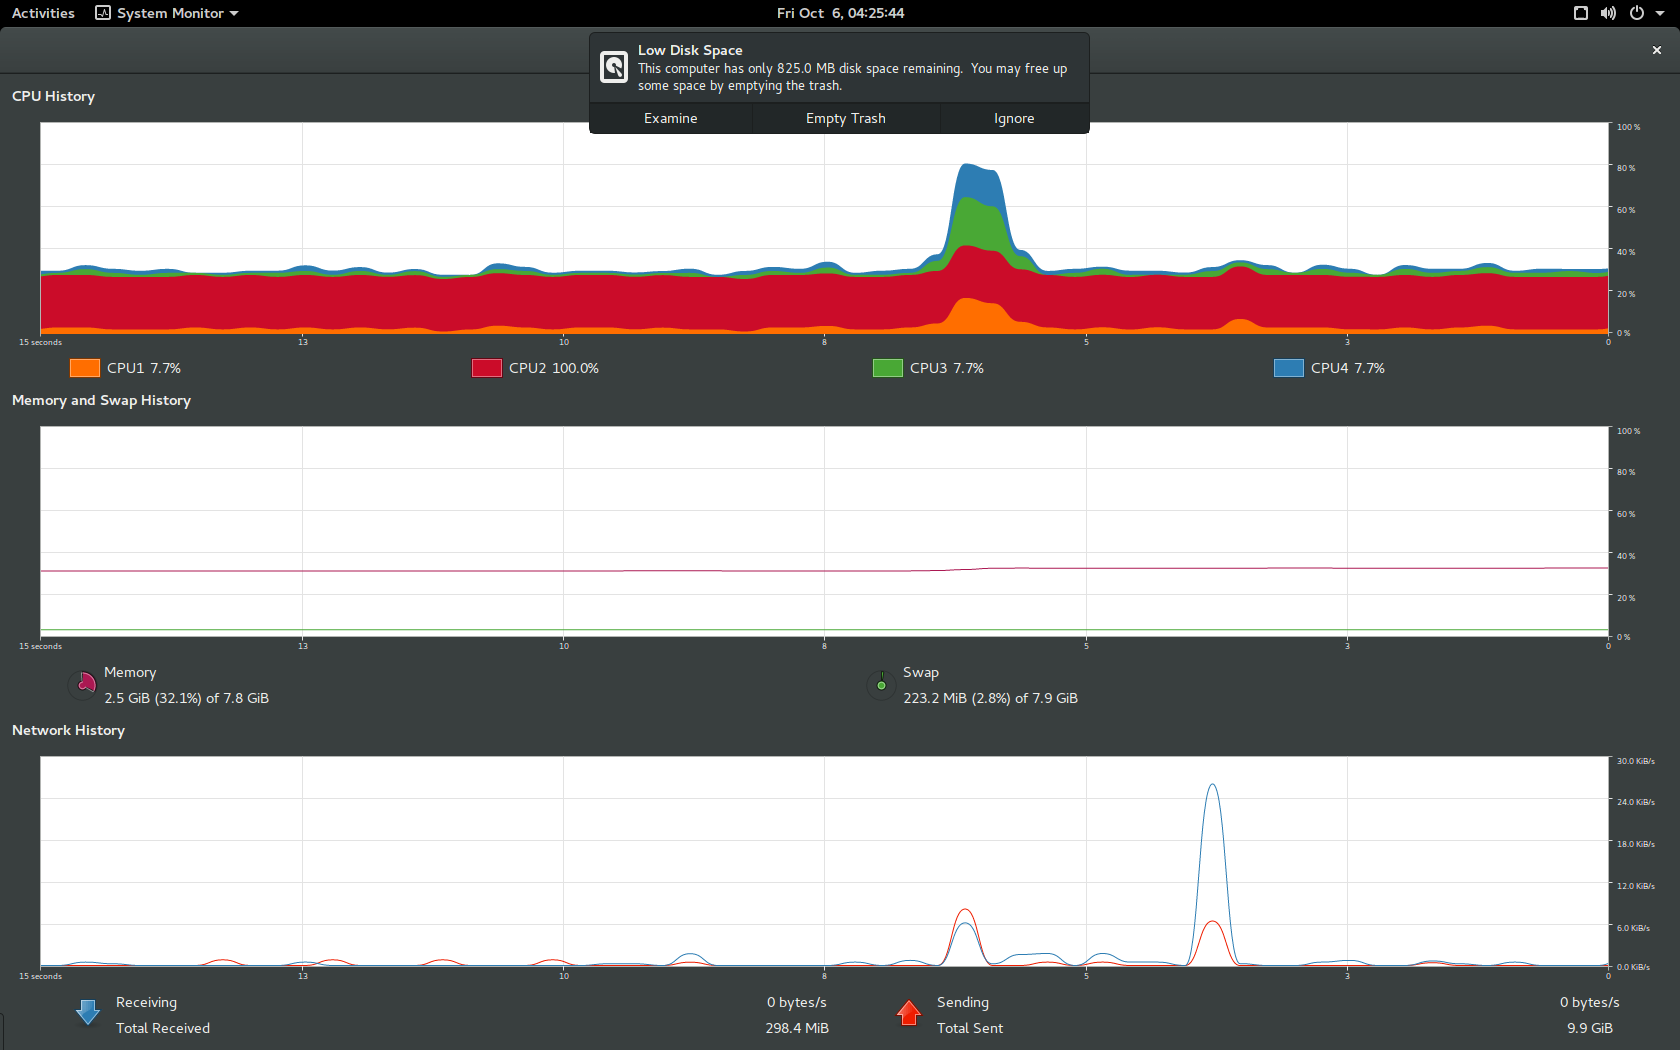 Activities System Monitor Fri Oct 6, 04:25:44
Low Disk Space
This computer has only 825.0 MB disk space remaining. You may free up
some space by emptying the trash.
Examine Empty Trash Ignore
CPU History
100 %
80 %
60 %
40 %
20 %
0 %
15 seconds 13 10 8 5 3 0
CPU1 7.7% CPU2 100.0% CPU3 7.7% CPU4 7.7%
Memory and Swap History
100 %
80 %
60 %
40 %
20 %
0 %
15 seconds 13 10 8 5 3 0
Memory Swap
2.5 GiB (32.1%) of 7.8 GiB 223.2 MiB (2.8%) of 7.9 GiB
Network History
30.0 KiB/s
24.0 KiB/s
18.0 KiB/s
12.0 KiB/s
6.0 KiB/s
0.0 KiB/s
15 seconds 13 10 8 5 3 0
Receiving 0 bytes/s Sending 0 bytes/s
Total Received 298.4 MiB Total Sent 9.9 GiB